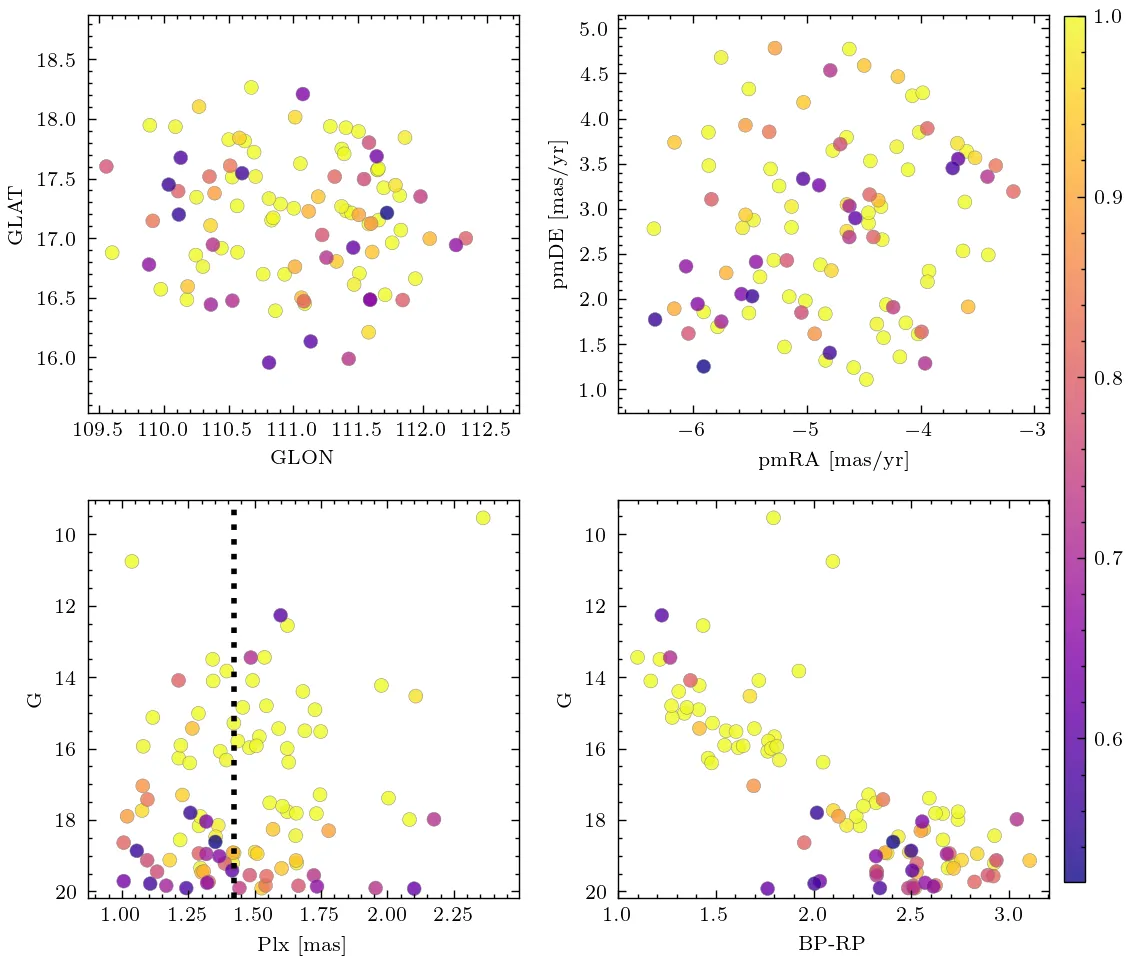 18.5
18.0
17.5
17.0
16.5
16.0
GLAT
109.5 110.0 110.5 111.0 111.5 112.0 112.5
GLON
5.0
4.5
4.0
3.5
3.0
2.5
2.0
1.5
1.0
pmDE [mas/yr]
−6 −5 −4 −3
pmRA [mas/yr]
1.0
0.9
0.8
0.7
0.6
10
12
14
16
18
20
G
1.00 1.25 1.50 1.75 2.00 2.25
Plx [mas]
10
12
14
16
18
20
G
1.0 1.5 2.0 2.5 3.0
BP-RP